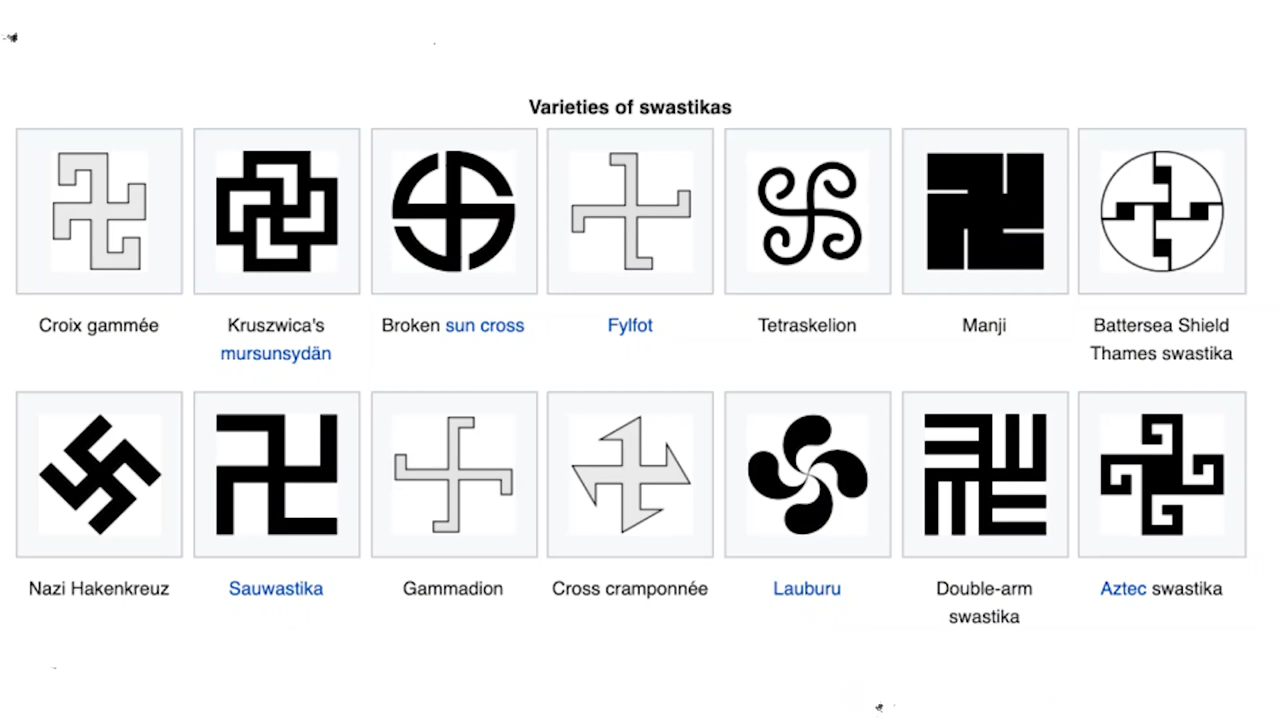 Varieties of swastikas
Croix gammée
Kruszwica's
mursunsydän
Broken sun cross
Fylfot
Tetraskelion
Manji
Battersea Shield
Thames swastika
Nazi Hakenkreuz
Sauwastika
Gammadion
Cross cramponnée
Lauburu
Double-arm
swastika
Aztec swastika